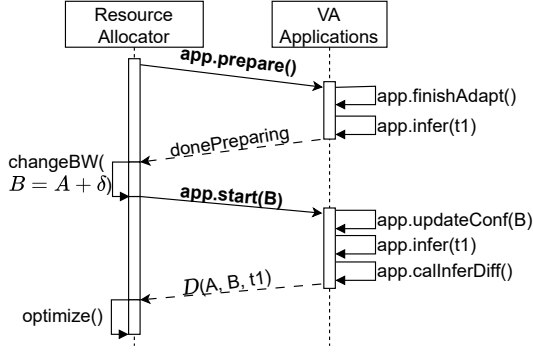 Resource
Allocator
VA
Applications
app.prepare()
app.finishAdapt()
app.infer(t1)
donePreparing
changeBW(
B = A + δ)
app.start(B)
app.updateConf(B)
app.infer(t1)
app.calInferDiff()
D(A, B, t1)
optimize()